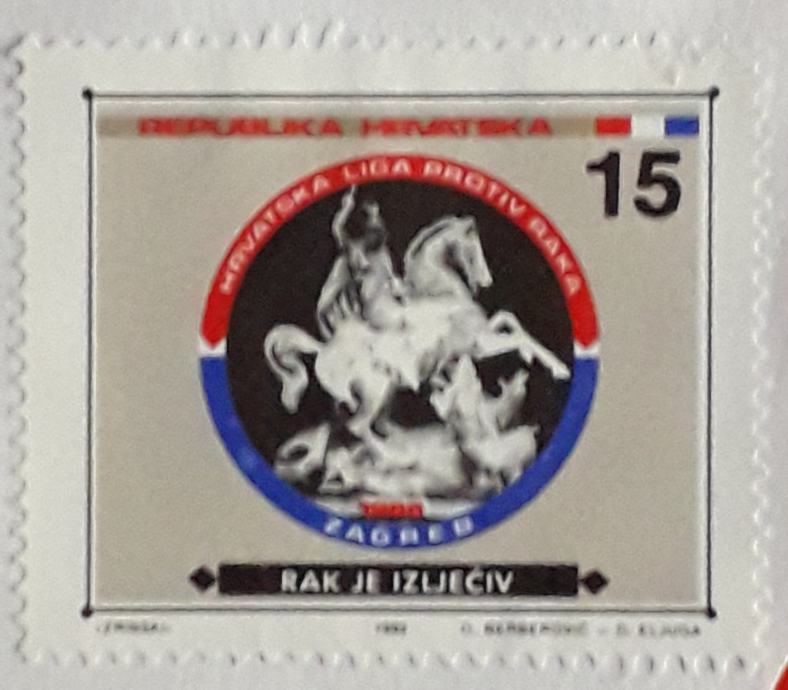 REPUBLIKA HRVATSKA
15
HRVATSKA LIGA PROTIV RAKA
ZAGREB
RAK JE IZLJEČIV